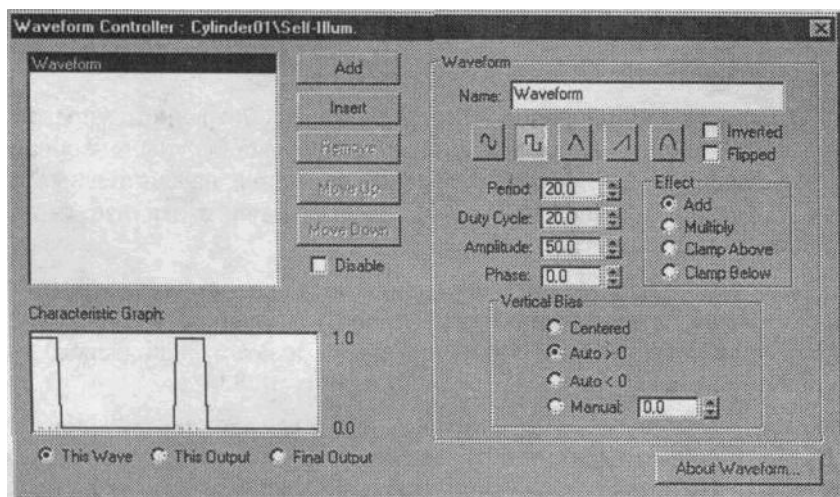 Waveform Controller : Cylinder01\Self-Illum.
Waveform
Add
Insert
Remove
Move Up
Move Down
Disable
Characteristic Graph:
1.0
0.0
This Wave
This Output
Final Output
Waveform
Name: Waveform
Inverted
Flipped
Period: 20.0
Duty Cycle: 20.0
Amplitude: 50.0
Phase: 0.0
Effect
Add
Multiply
Clamp Above
Clamp Below
Vertical Bias
Centered
Auto > 0
Auto < 0
Manual: 0.0
About Waveform...